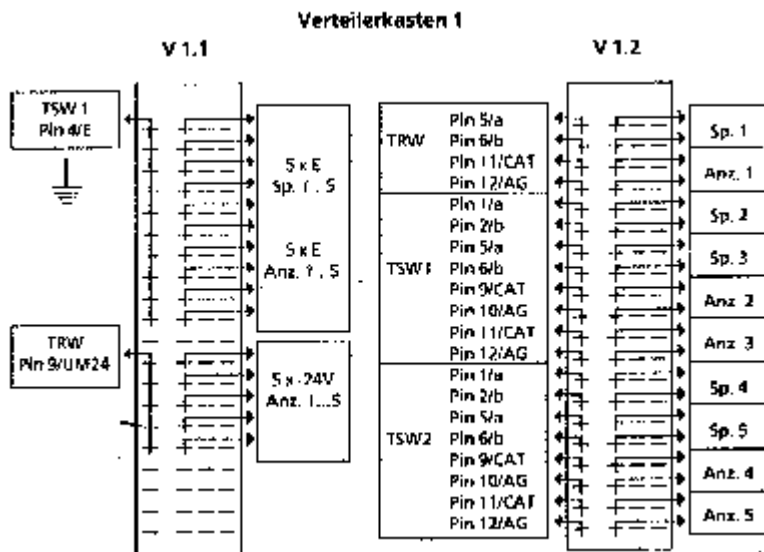 Verteilerkasten 1
V 1.1
V 1.2
TSW 1
Pin 4/E
5 x E
Sp. 1 . . 5
5 x E
Anz. 1 . . 5
TRW
Pin 9/UM24
5 x -24V
Anz. 1...5
TRW
Pin 5/a
Pin 6/b
Pin 11/CAT
Pin 12/AG
TSW1
Pin 1/a
Pin 2/b
Pin 5/a
Pin 6/b
Pin 9/CAT
Pin 10/AG
Pin 11/CAT
Pin 12/AG
TSW2
Pin 1/a
Pin 2/b
Pin 5/a
Pin 6/b
Pin 9/CAT
Pin 10/AG
Pin 11/CAT
Pin 12/AG
Sp. 1
Anz. 1
Sp. 2
Sp. 3
Anz. 2
Anz. 3
Sp. 4
Sp. 5
Anz. 4
Anz. 5